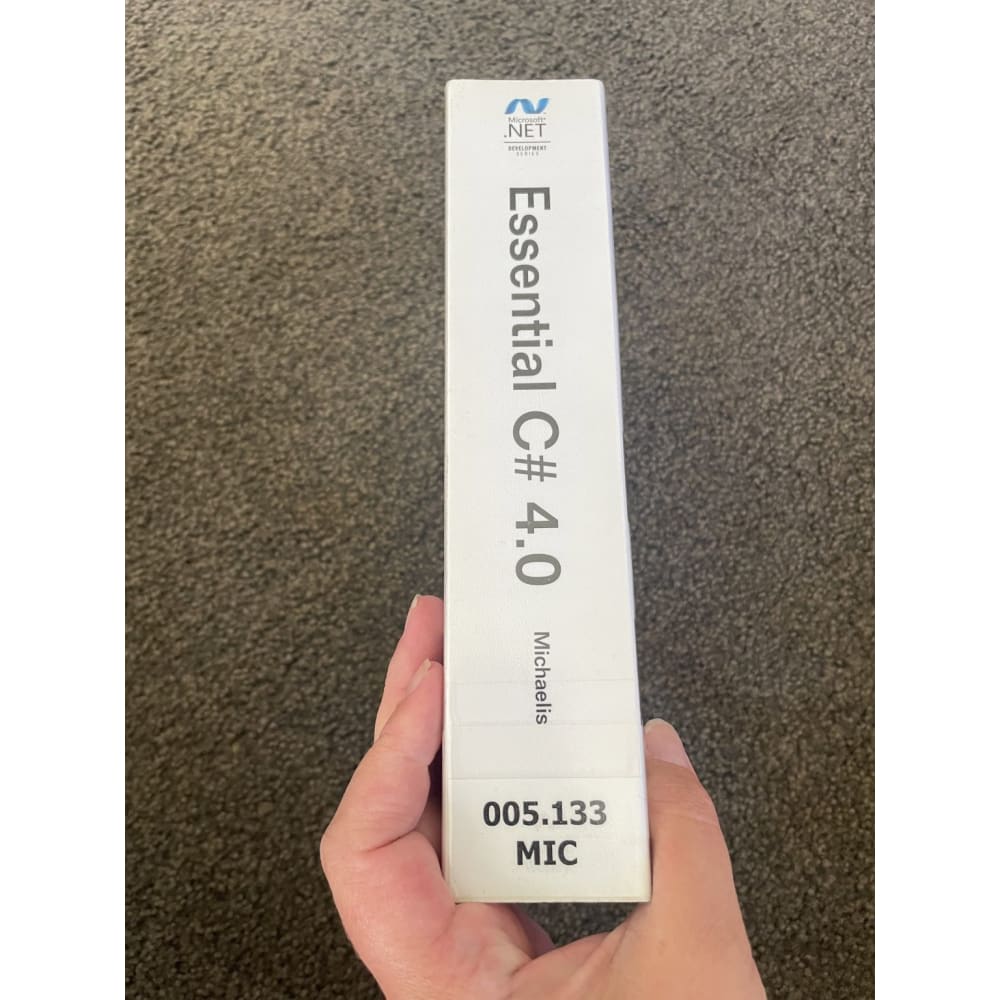 Microsoft®
.NET
DEVELOPMENT
SERIES
Essential C# 4.0
Michaelis
005.133
MIC